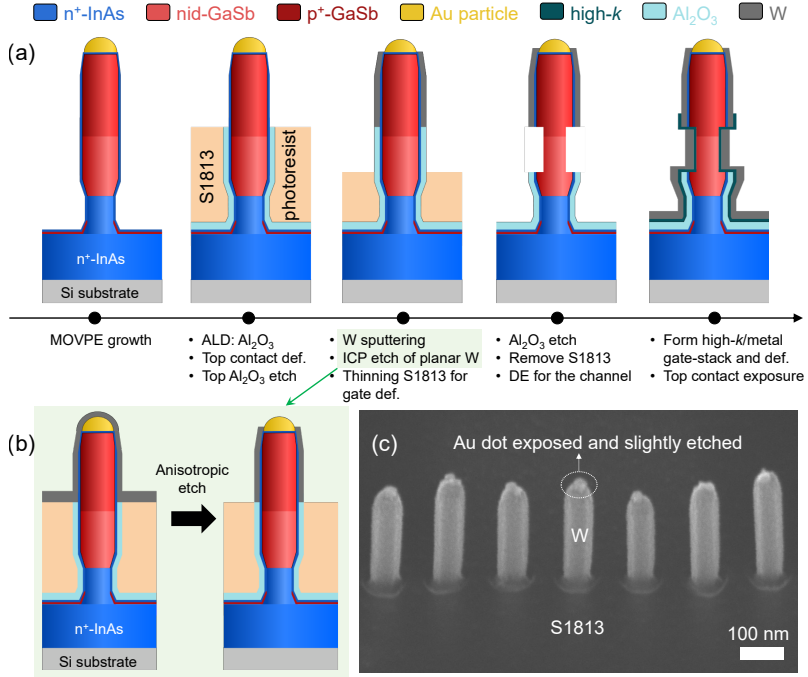 n⁺-InAs nid-GaSb p⁺-GaSb Au particle high-k Al₂O₃ W
(a)
S1813
photoresist
n⁺-InAs
Si substrate
MOVPE growth
• ALD: Al₂O₃
• Top contact def.
• Top Al₂O₃ etch
• W sputtering
• ICP etch of planar W
• Thinning S1813 for
gate def.
• Al₂O₃ etch
• Remove S1813
• DE for the channel
• Form high-k/metal
gate-stack and def.
• Top contact exposure
(b)
Anisotropic
etch
n⁺-InAs
Si substrate
(c)
Au dot exposed and slightly etched
W
S1813
100 nm